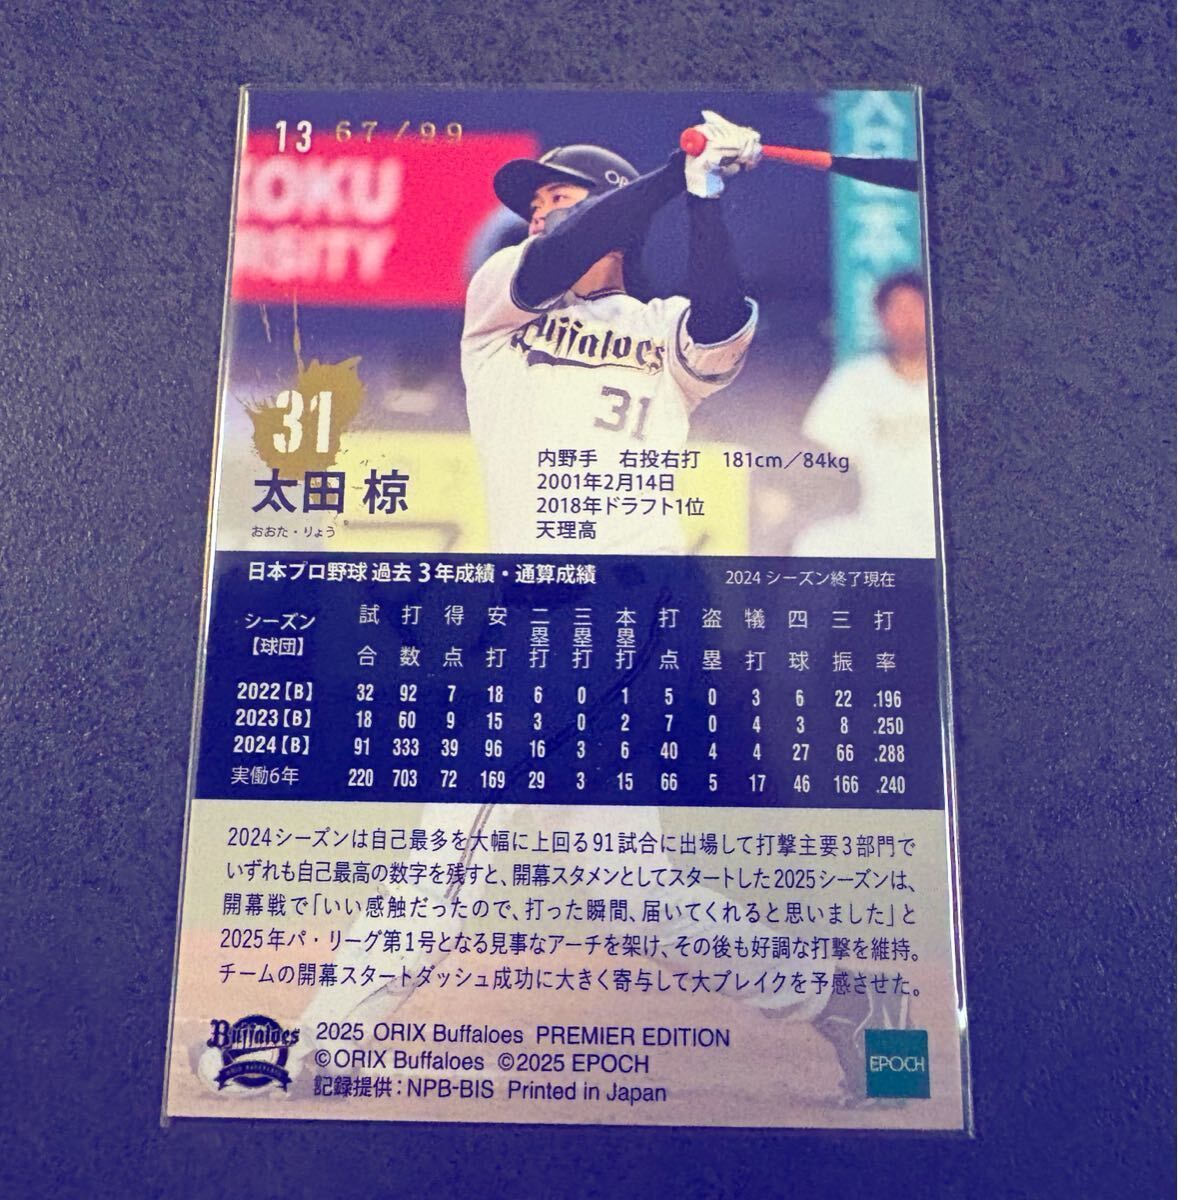 13 67/99
KOKU
RSITY
ORI
Buffaloes
31
31
太田 椋
おおた・りょう
内野手 右投右打 181cm/84kg
2001年2月14日
2018年ドラフト1位
天理高
日本プロ野球 過去3年成績・通算成績 2024シーズン終了現在
シーズン【球団】 試合 打数 得点 安打 二塁打 三塁打 本塁打 打点 盗塁 犠打 四球 三振 打率
2022【B】 32 92 7 18 6 0 1 5 0 3 6 22 .196
2023【B】 18 60 9 15 3 0 2 7 0 4 3 8 .250
2024【B】 91 333 39 96 16 3 6 40 4 4 27 66 .288
実働6年 220 703 72 169 29 3 15 66 5 17 46 166 .240
2024シーズンは自己最多を大幅に上回る91試合に出場して打撃主要3部門で
いずれも自己最高の数字を残すと、開幕スタメンとしてスタートした2025シーズンは、
開幕戦で「いい感触だったので、打った瞬間、届いてくれると思いました」と
2025年パ・リーグ第1号となる見事なアーチを架け、その後も好調な打撃を維持。
チームの開幕スタートダッシュ成功に大きく寄与して大ブレイクを予感させた。
Buffaloes
2025 ORIX Buffaloes PREMIER EDITION
©ORIX Buffaloes ©2025 EPOCH
記録提供:NPB-BIS Printed in Japan
EPOCH